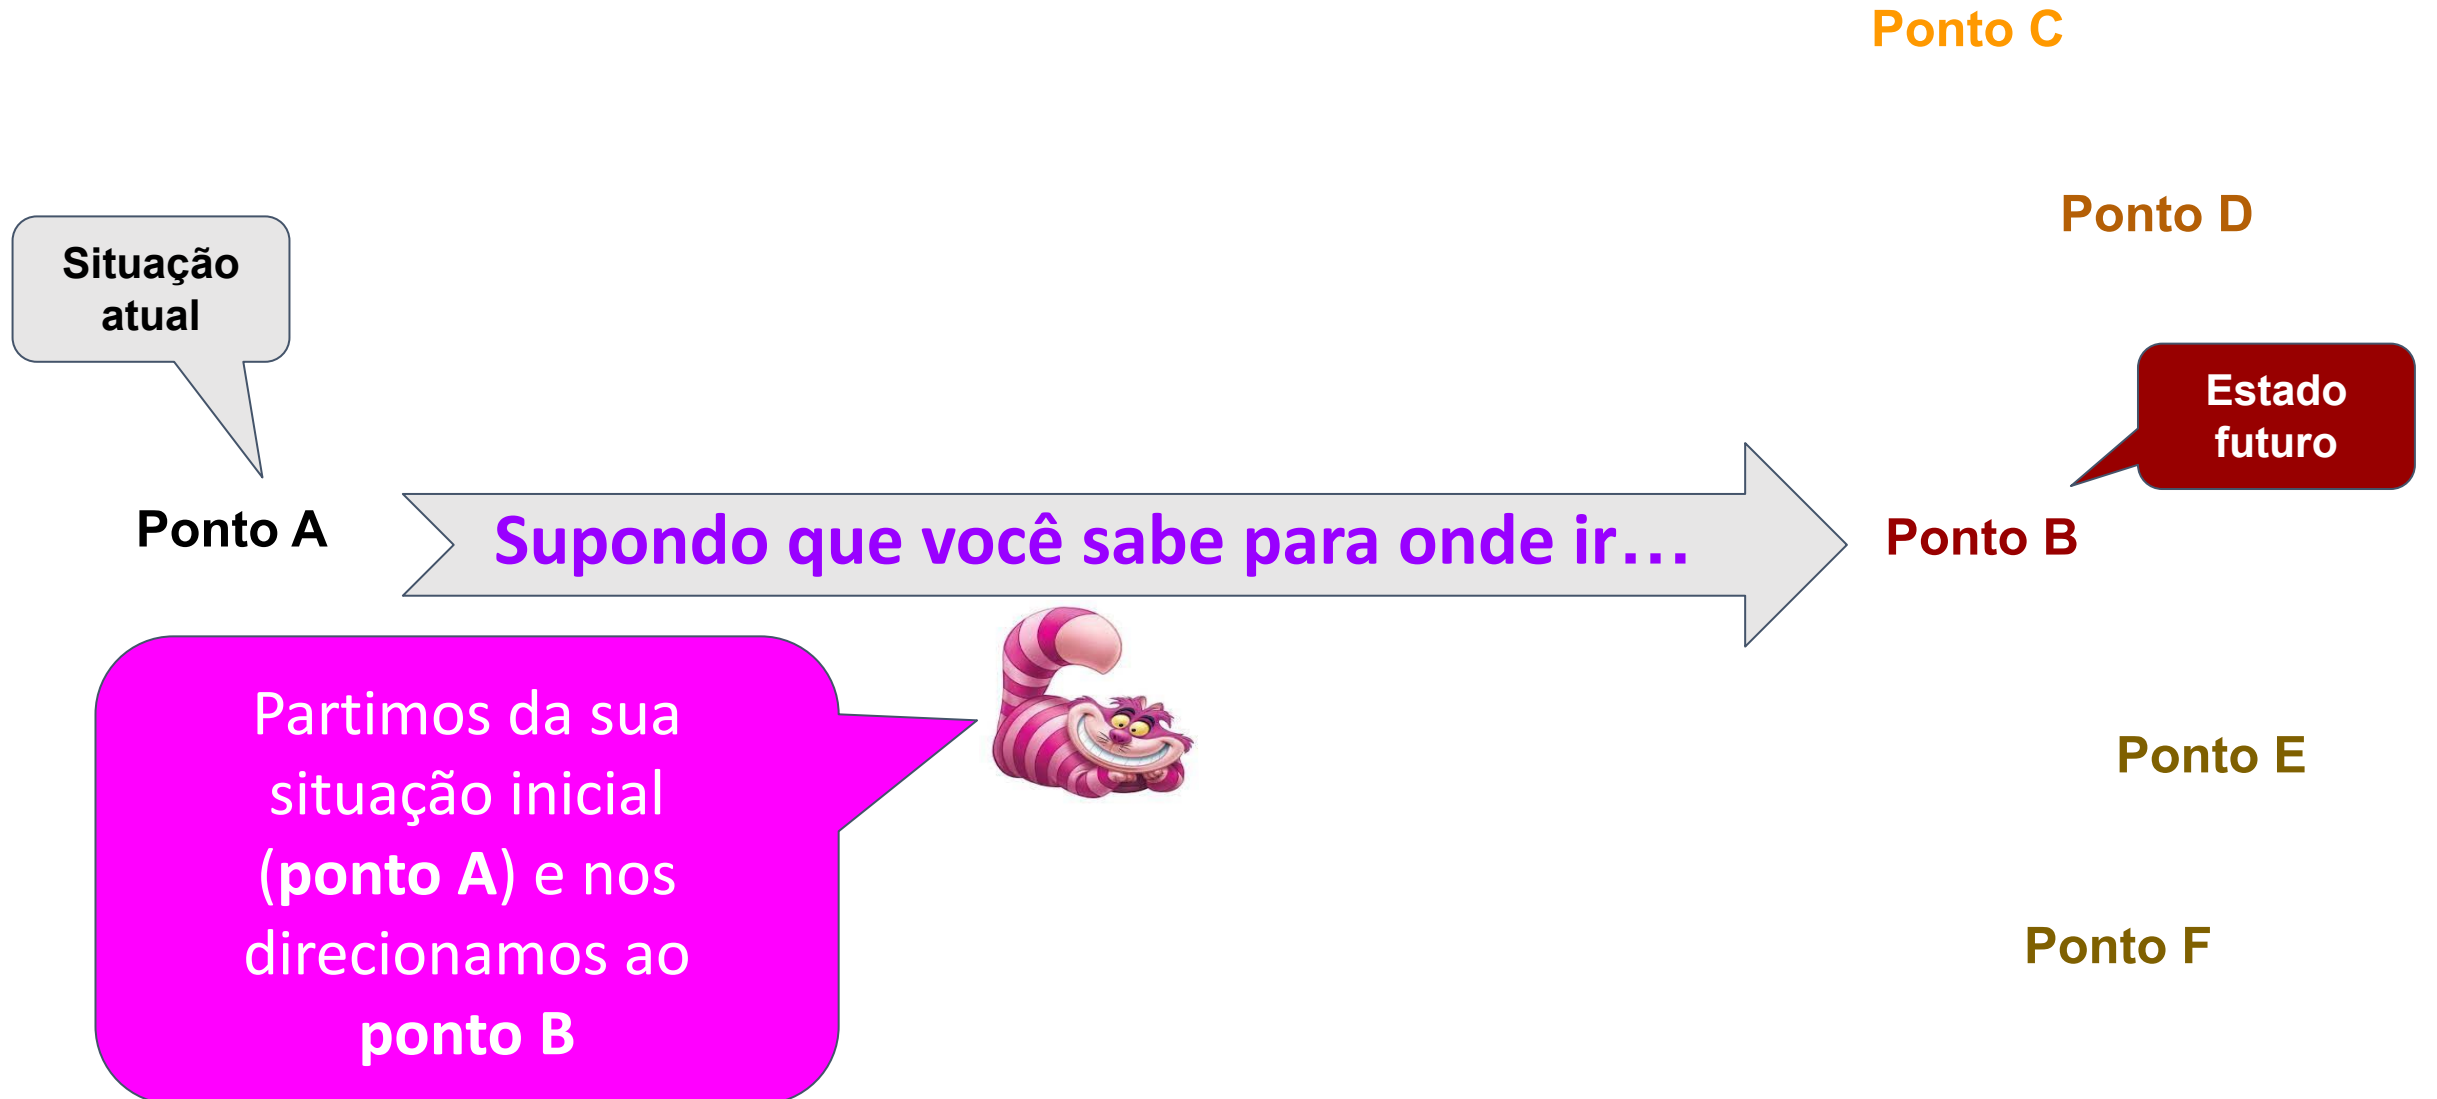 Ponto C
Ponto D
Situação
atual
Estado
futuro
Ponto A
Supondo que você sabe para onde ir...
Ponto B
Partimos da sua
situação inicial
(ponto A) e nos
direcionamos ao
ponto B
Ponto E
Ponto F